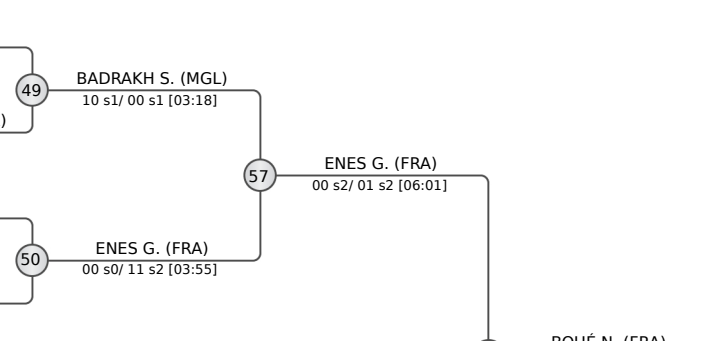 BADRAKH S. (MGL)
49
10 s1/ 00 s1 [03:18]
)
ENES G. (FRA)
57
00 s2/ 01 s2 [06:01]
ENES G. (FRA)
50
00 s0/ 11 s2 [03:55]